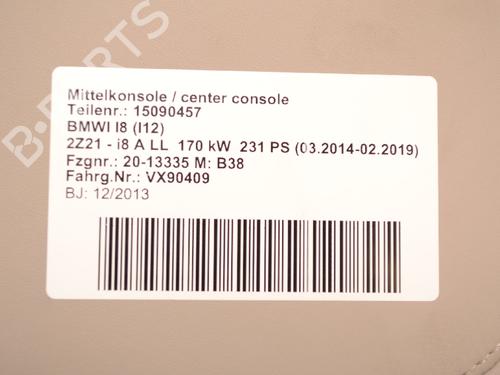 B-PARTS
Mittelkonsole / center console
Teilenr.: 15090457
BMWI I8 (I12)
2Z21 - i8 A LL 170 kW 231 PS (03.2014-02.2019)
Fzgnr.: 20-13335 M: B38
Fahrg.Nr.: VX90409
BJ: 12/2013